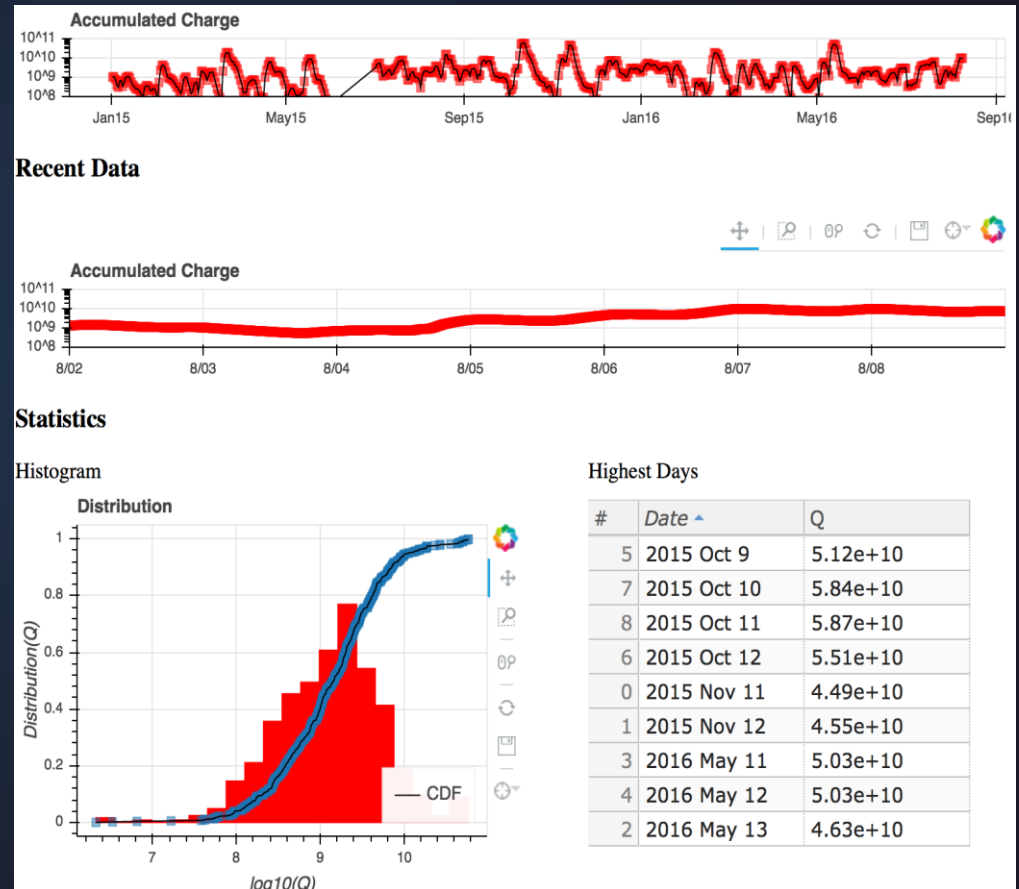 Accumulated Charge
10^11
10^10
10^9
10^8
Jan15 May15 Sep15 Jan16 May16
Recent Data
Accumulated Charge
10^11
10^10
10^9
10^8
8/02 8/03 8/04 8/05 8/06 8/07 8/08
Statistics
Histogram
Distribution
Distribution(Q)
1
0.8
0.6
0.4
0.2
0
CDF
7 8 9 10
log10(Q)
Highest Days
# Date Q
5 2015 Oct 9 5.12e+10
7 2015 Oct 10 5.84e+10
8 2015 Oct 11 5.87e+10
6 2015 Oct 12 5.51e+10
0 2015 Nov 11 4.49e+10
1 2015 Nov 12 4.55e+10
3 2016 May 11 5.03e+10
4 2016 May 12 5.03e+10
2 2016 May 13 4.63e+10